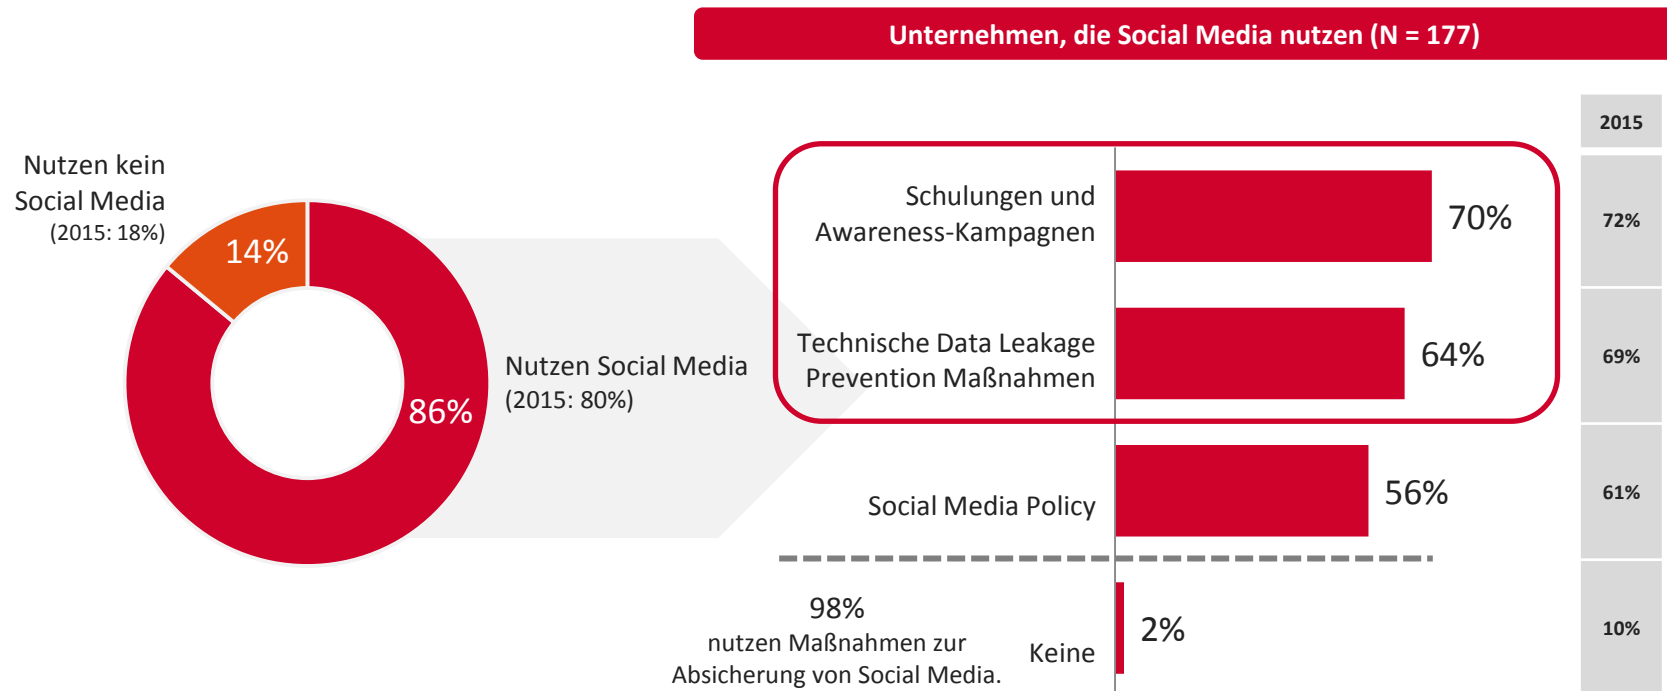 Unternehmen, die Social Media nutzen (N = 177)
Nutzen kein
Social Media
(2015: 18%)
14%
86%
Nutzen Social Media
(2015: 80%)
2015
Schulungen und
Awareness-Kampagnen
70%
72%
Technische Data Leakage
Prevention Maßnahmen
64%
69%
Social Media Policy
56%
61%
98%
nutzen Maßnahmen zur
Absicherung von Social Media.
Keine
2%
10%